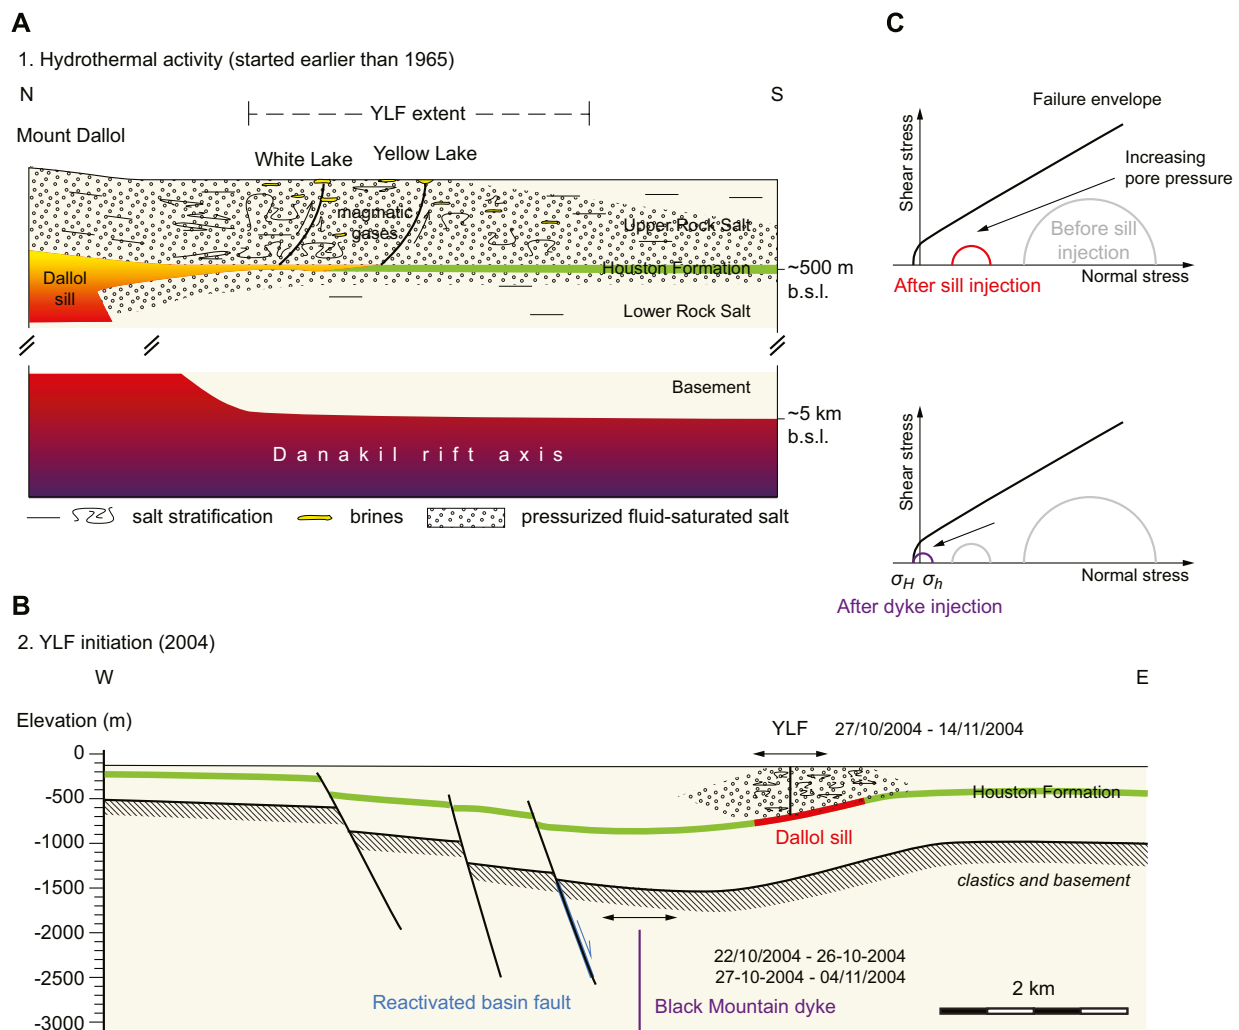 A
1. Hydrothermal activity (started earlier than 1965)
N
S
YLF extent
Mount Dallol
White Lake
Yellow Lake
magmatic
gases
Upper Rock Salt
Dallol
sill
Houston Formation
~500 m
b.s.l.
Lower Rock Salt
Basement
~5 km
b.s.l.
Danakil rift axis
salt stratification
brines
pressurized fluid-saturated salt
C
Failure envelope
Shear stress
Increasing
pore pressure
Before sill
injection
After sill injection
Normal stress
Shear stress
Normal stress
σH σh
After dyke injection
B
2. YLF initiation (2004)
W
E
Elevation (m)
YLF
27/10/2004 - 14/11/2004
0
-500
-1000
-1500
-2000
-2500
-3000
Houston Formation
Dallol sill
clastics and basement
22/10/2004 - 26-10-2004
27-10-2004 - 04/11/2004
Reactivated basin fault
Black Mountain dyke
2 km